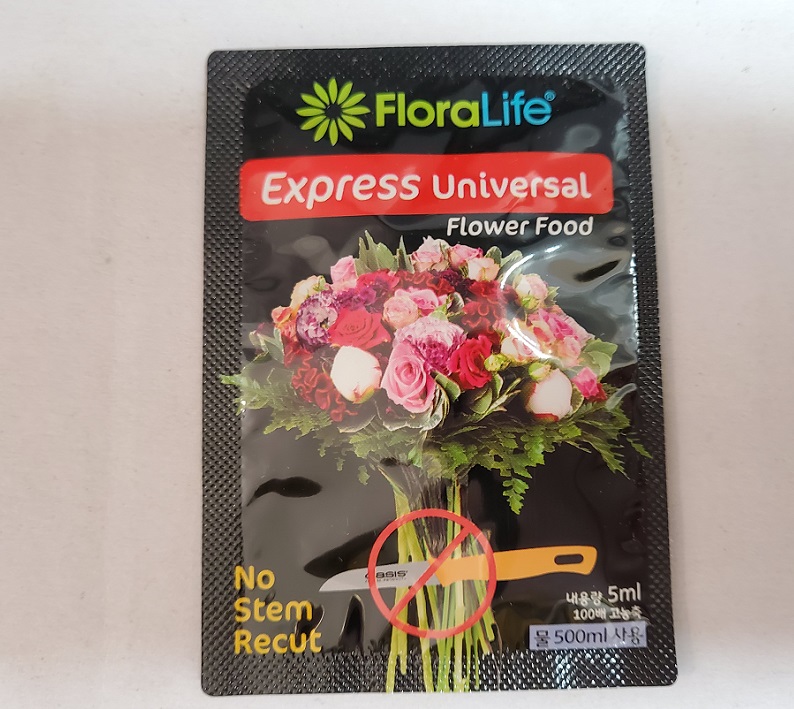 FloraLife®
Express Universal
Flower Food
OASIS
No
Stem
Recut
내용량 5ml
100배 고농축
물 500ml 사용